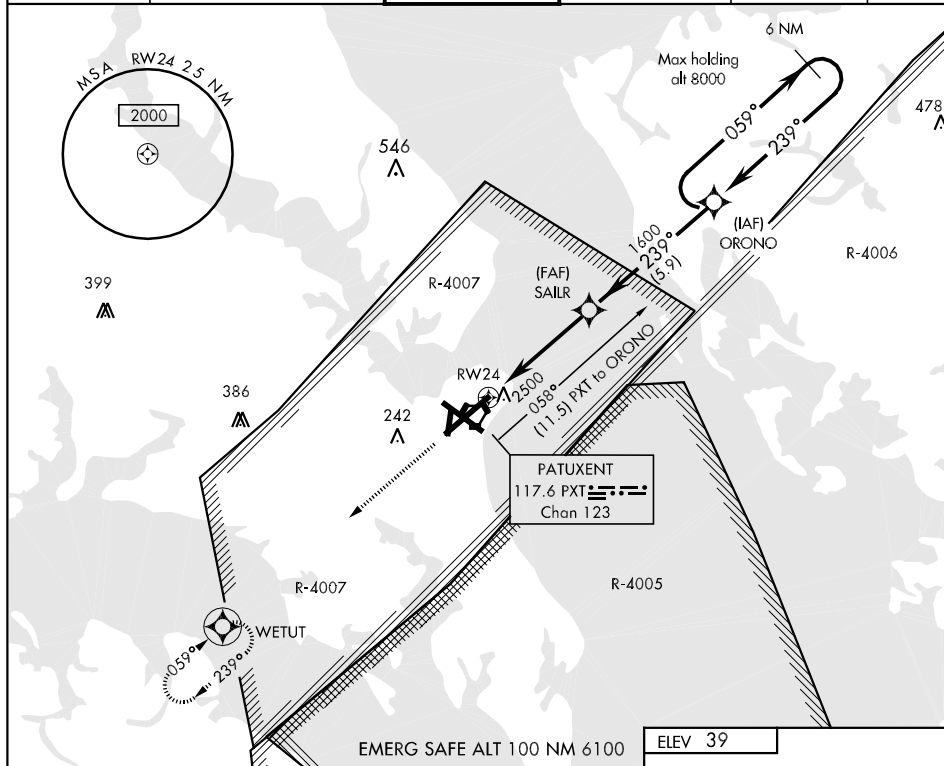 MSA RW24 25 NM
2000
546
399
386
242
6 NM
Max holding
alt 8000
059°
239°
478
(IAF)
ORONO
R-4006
1600
239°
(5.9)
(FAF)
SAILR
R-4007
RW24
2500
058°
(11.5) PXT to ORONO
PATUXENT
117.6 PXT
Chan 123
R-4005
R-4007
WETUT
059°
239°
EMERG SAFE ALT 100 NM 6100
ELEV 39